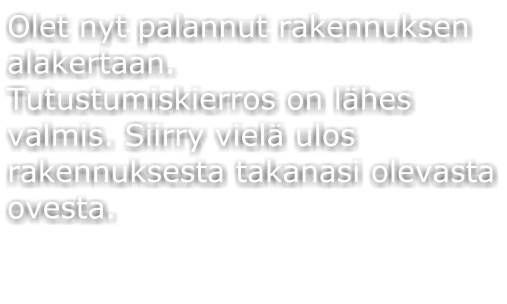 Olet nyt palannut rakennuksen
alakertaan.
Tutustumiskierros on lähes
valmis. Siirry vielä ulos
rakennuksesta takanasi olevasta
ovesta.